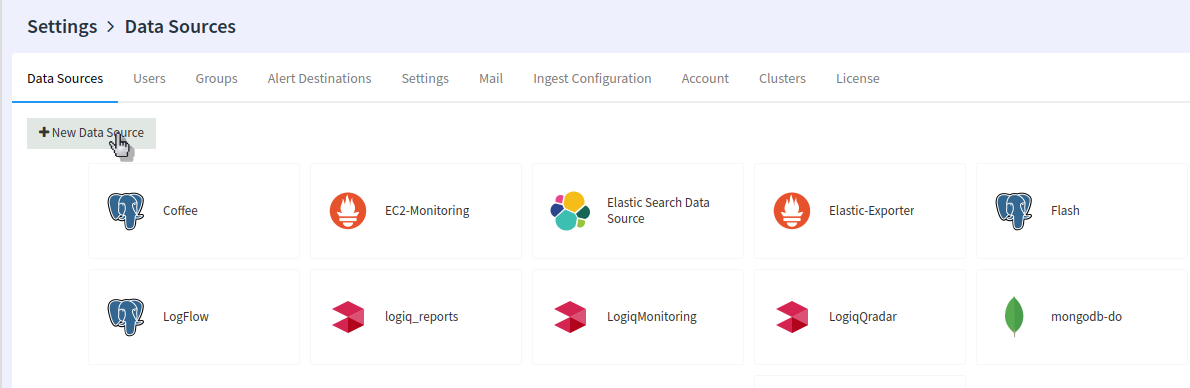 Settings > Data Sources
Data Sources Users Groups Alert Destinations Settings Mail Ingest Configuration Account Clusters License
+ New Data Source
Coffee EC2-Monitoring Elastic Search Data Source Elastic-Exporter Flash
LogFlow logiq_reports LogiqMonitoring LogiqQradar mongodb-do